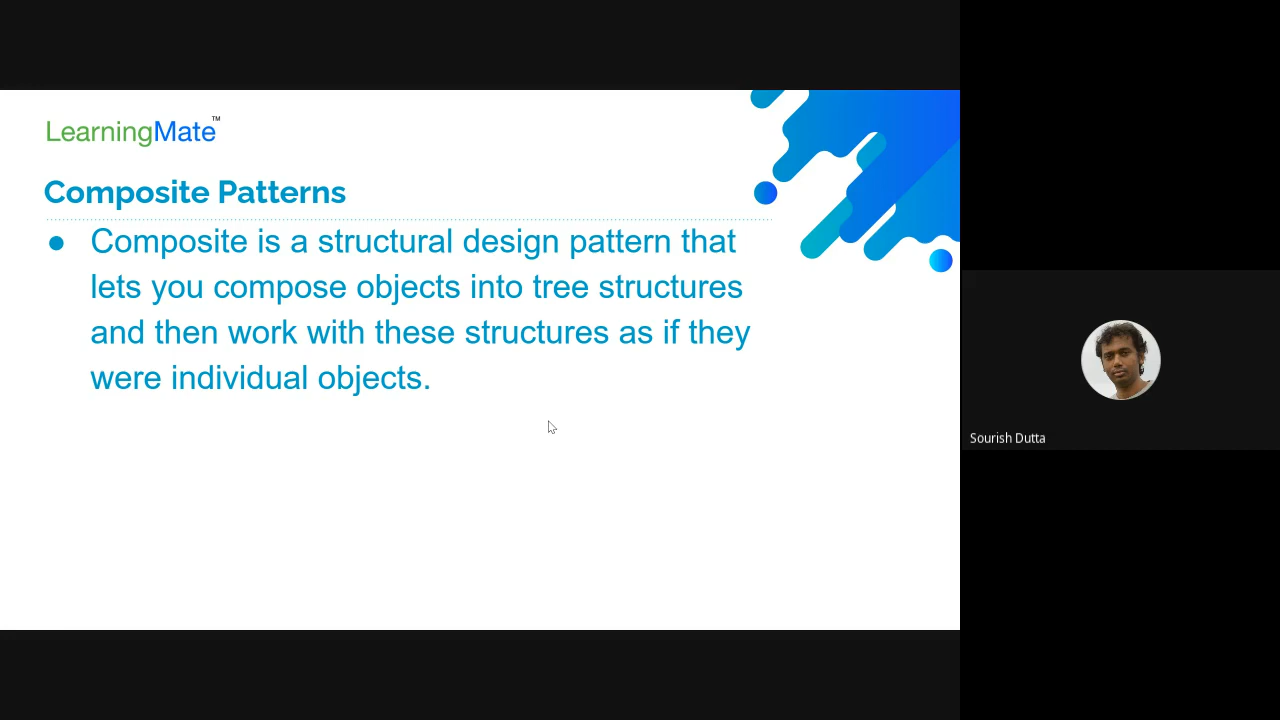 LearningMate™
Composite Patterns
● Composite is a structural design pattern that
lets you compose objects into tree structures
and then work with these structures as if they
were individual objects.
Sourish Dutta